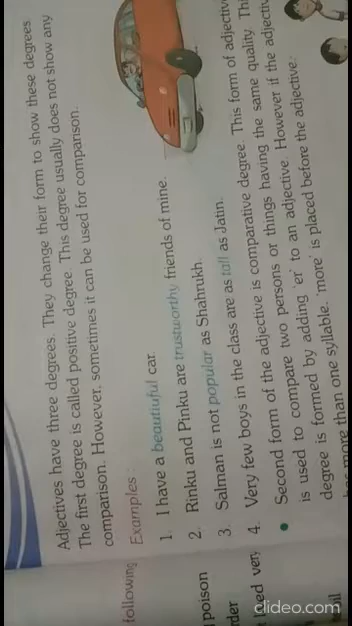 Adjectives have three degrees. They change their form to show these degrees
The first degree is called positive degree. This degree usually does not show any
comparison. However, sometimes it can be used for comparison.
Examples :
1. I have a beautiuful car.
2. Rinku and Pinku are trustworthy friends of mine.
3. Salman is not popular as Shahrukh.
4. Very few boys in the class are as tall as Jatin.
• Second form of the adjective is comparative degree. This form of adjectiv
is used to compare two persons or things having the same quality. Thi
degree is formed by adding 'er' to an adjective. However if the adjectiv
has more than one syllable, 'more' is placed before the adjective.
following
poison
rder
very
oil
clideo.com